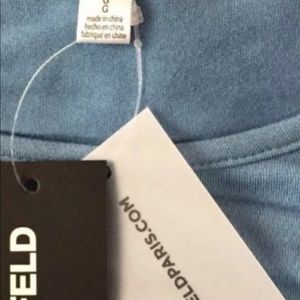 G
made in china
hecho en china
fabriqué en chine
FELD
ELDPARIS.COM